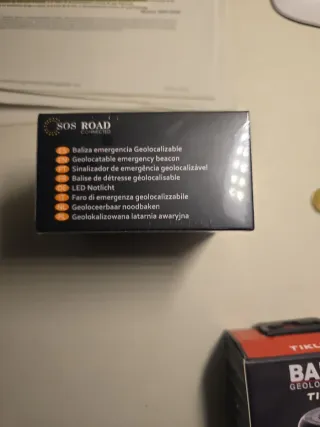 SOS ROAD
CONNECTED
ES Baliza emergencia Geolocalizable
EN Geolocatable emergency beacon
PT Sinalizador de emergência geolocalizável
FR Balise de détresse géolocalisable
DE LED Notlicht
IT Faro di emergenza geolocalizzabile
NL Geoloceerbaar noodbaken
PL Geolokalizowana latarnia awaryjna
TIKL
BA
GEOLO
TI